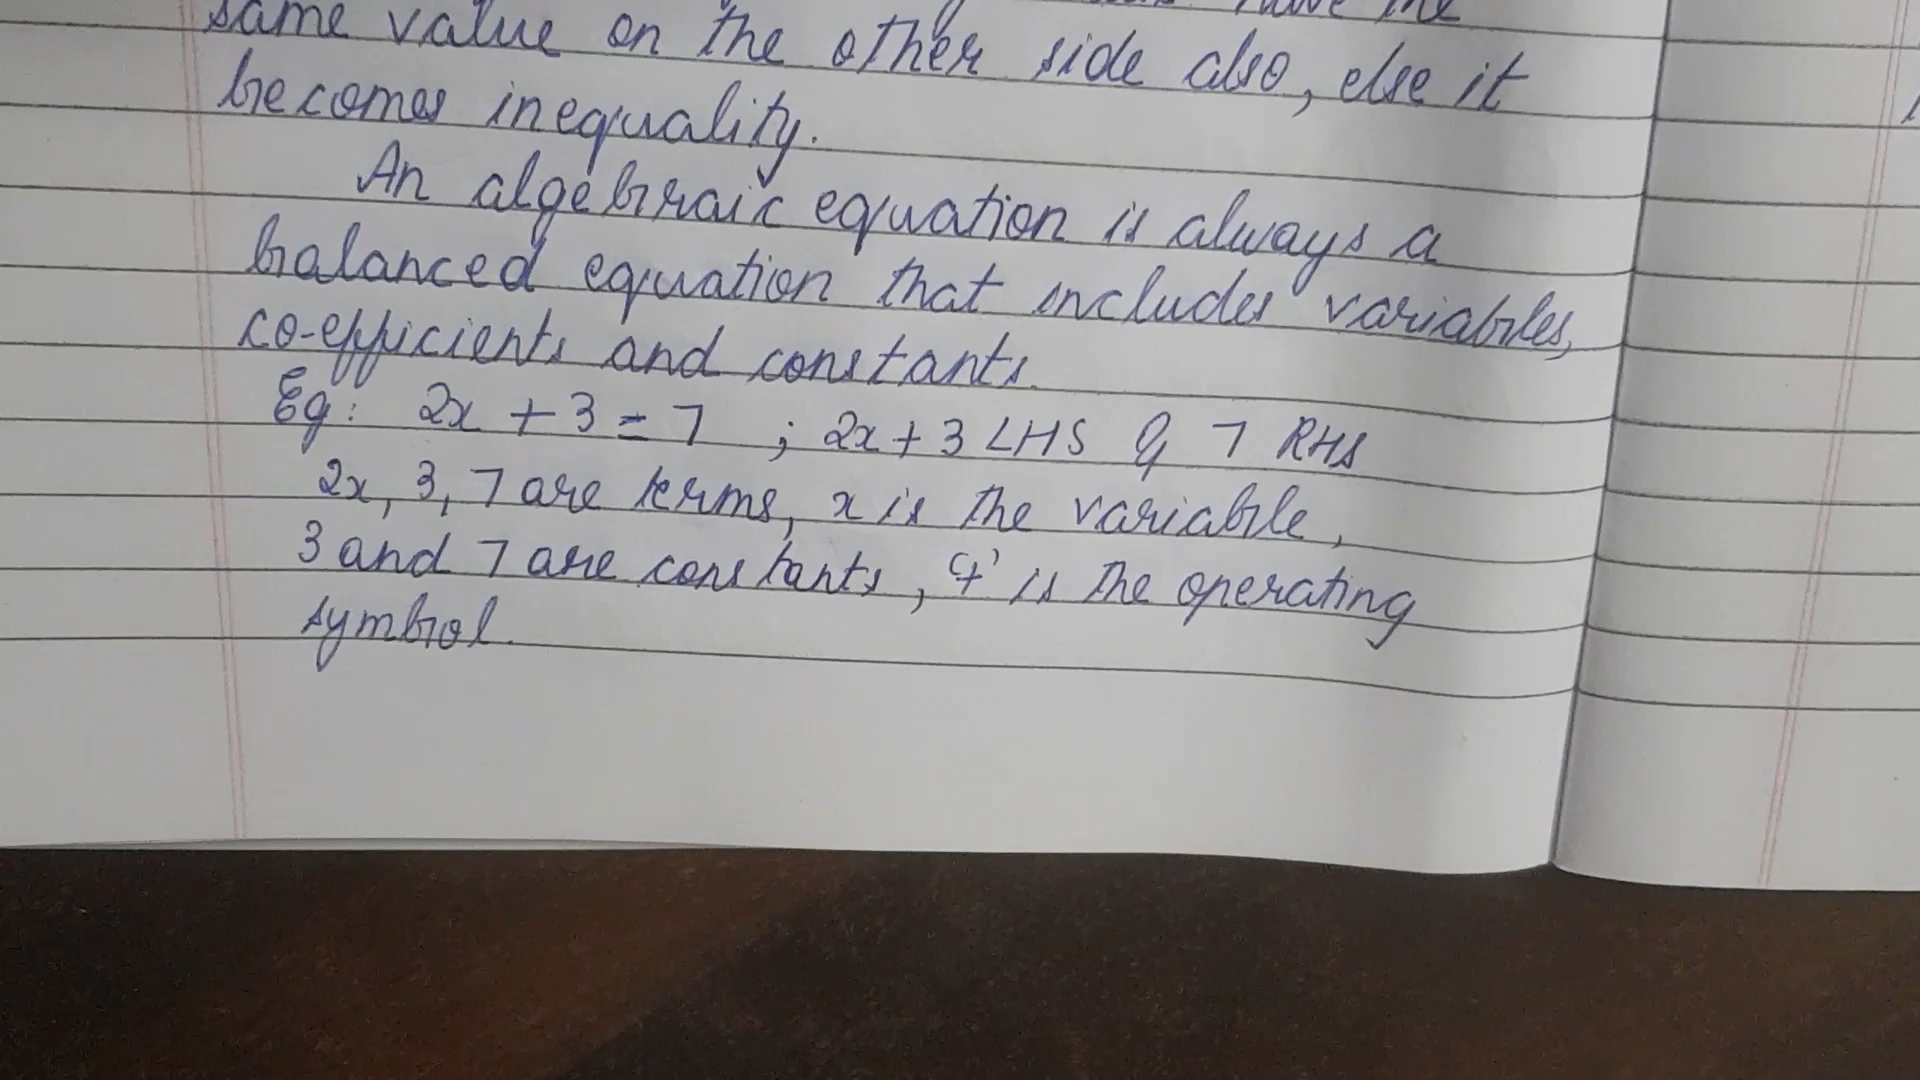 have the
same value on the other side also, else it
becomes inequality.
An algebraic equation is always a
balanced equation that includes variables,
co-efficients and constants.
Eg: 2x + 3 = 7 ; 2x + 3 LHS & 7 RHS
2x, 3, 7 are terms, x is the variable,
3 and 7 are constants, '+' is the operating
symbol.